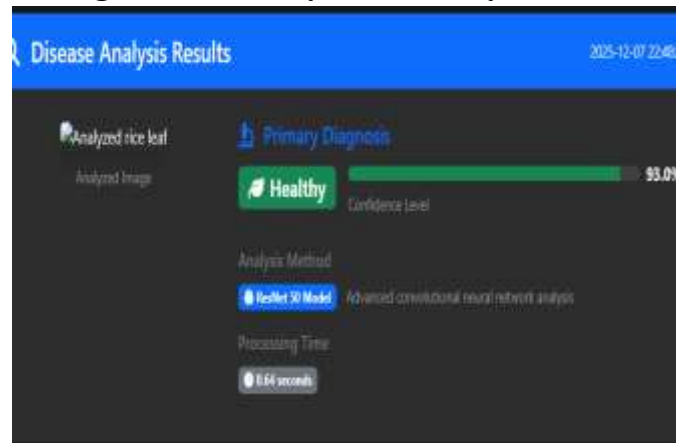 Disease Analysis Results
2025-12-07 22:48:
Analyzed rice leaf
Analyzed Image
Primary Diagnosis
Healthy
93.0%
Confidence Level
Analysis Method
ResNet 50 Model
Advanced convolutional neural network analysis
Processing Time
0.64 seconds